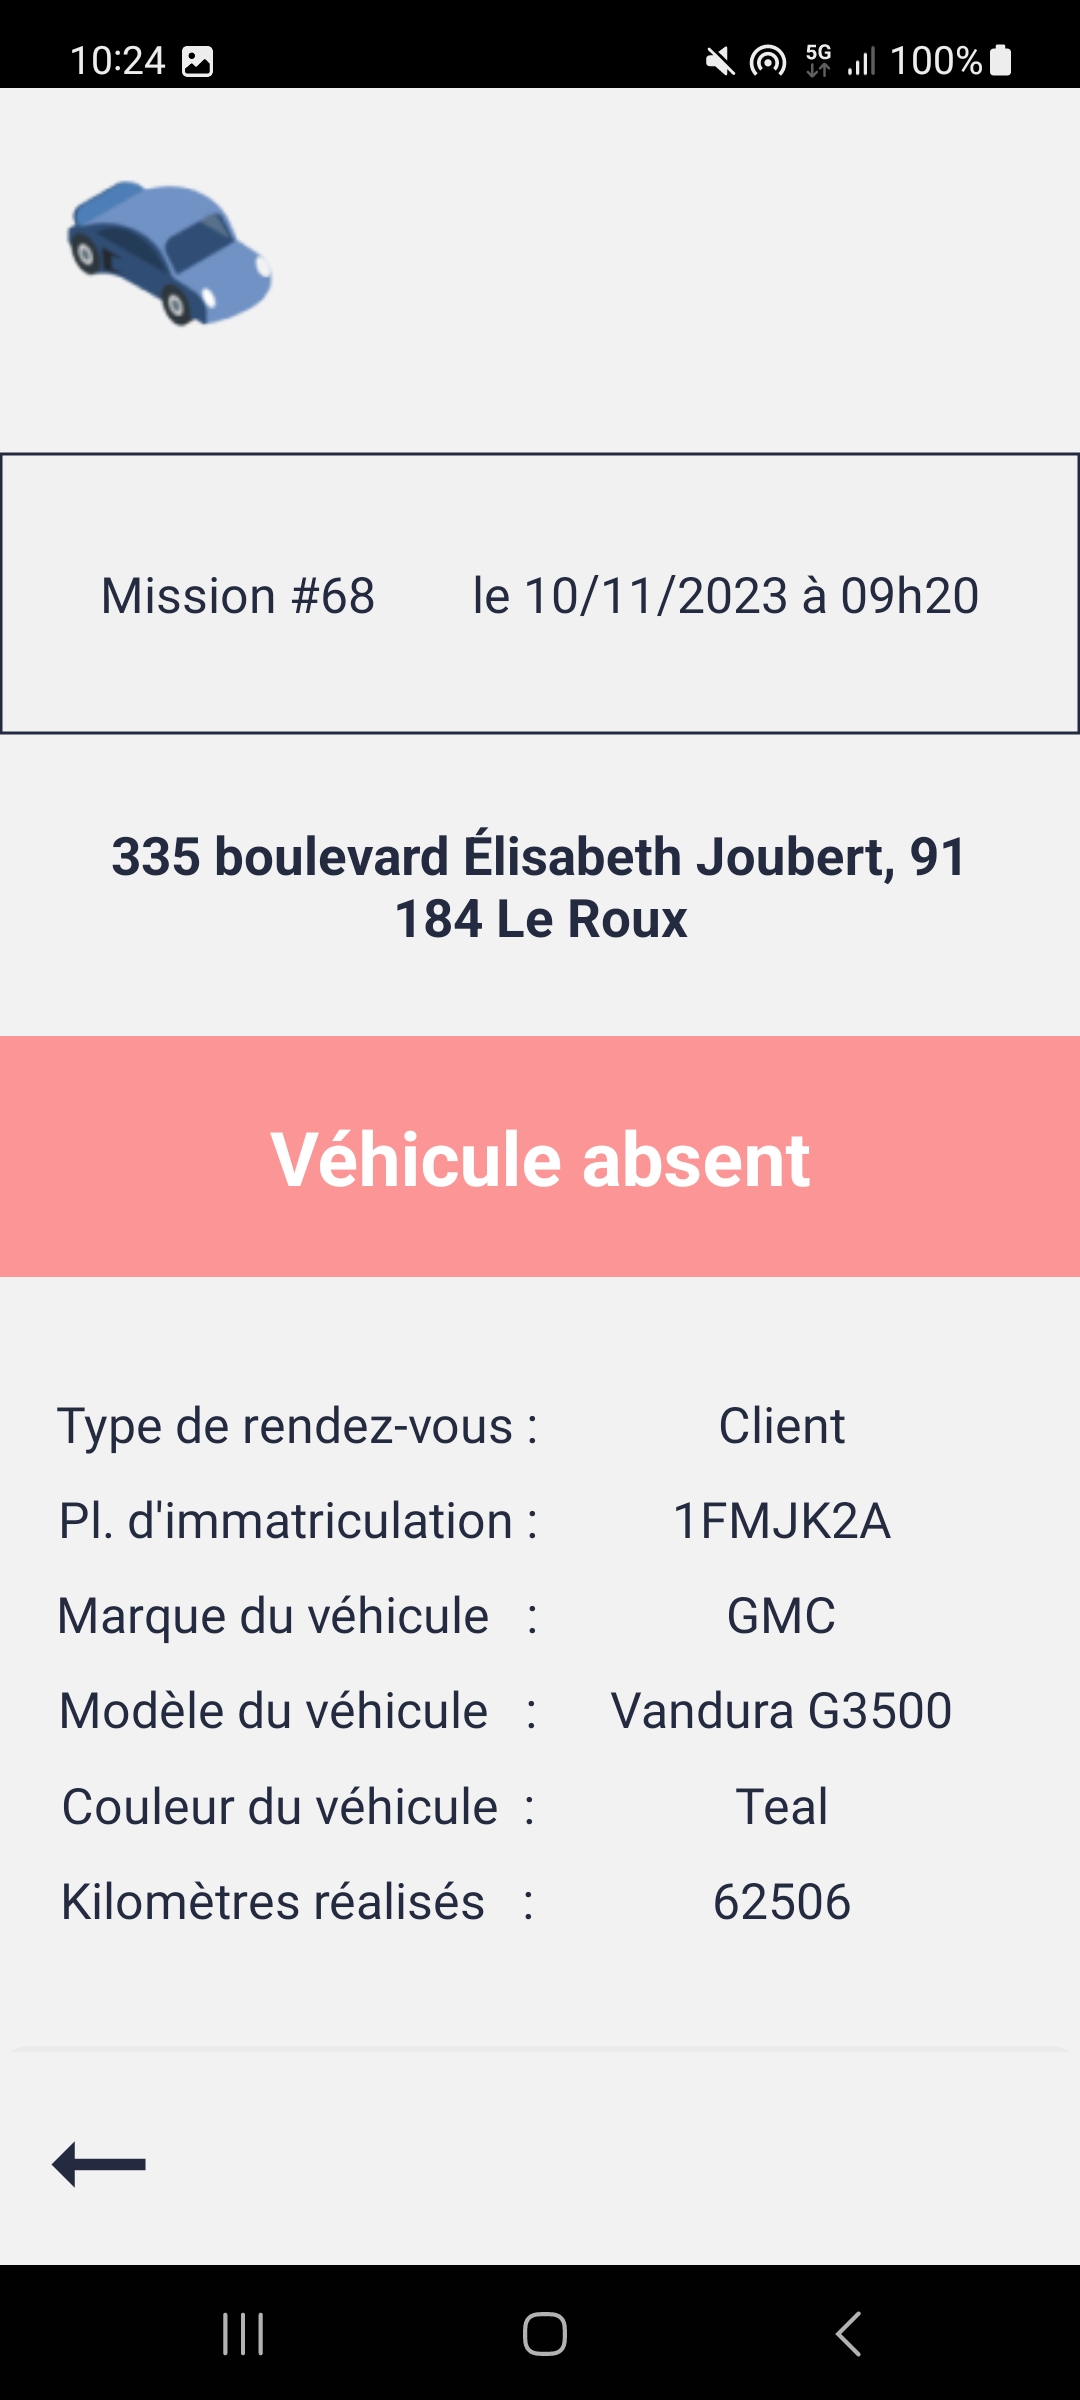 10:24 5G 100%
Mission #68 le 10/11/2023 à 09h20
335 boulevard Élisabeth Joubert, 91
184 Le Roux
Véhicule absent
Type de rendez-vous : Client
Pl. d'immatriculation : 1FMJK2A
Marque du véhicule : GMC
Modèle du véhicule : Vandura G3500
Couleur du véhicule : Teal
Kilomètres réalisés : 62506